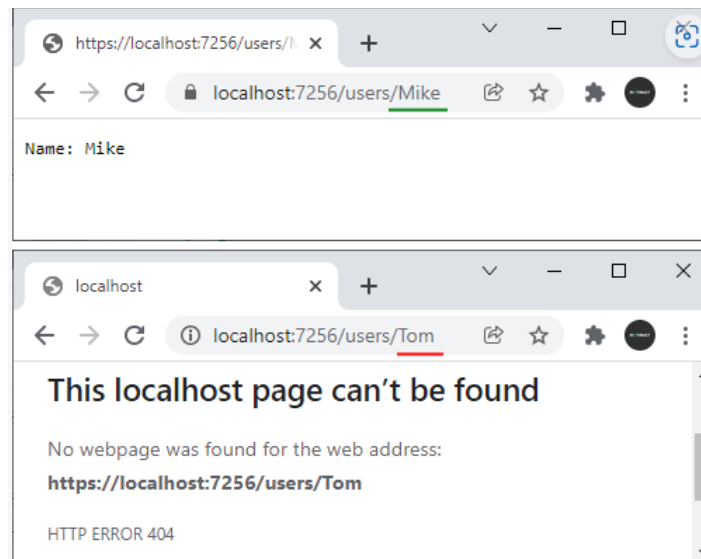 https://localhost:7256/users/
localhost:7256/users/Mike
Name: Mike
localhost
localhost:7256/users/Tom
This localhost page can’t be found
No webpage was found for the web address:
https://localhost:7256/users/Tom
HTTP ERROR 404